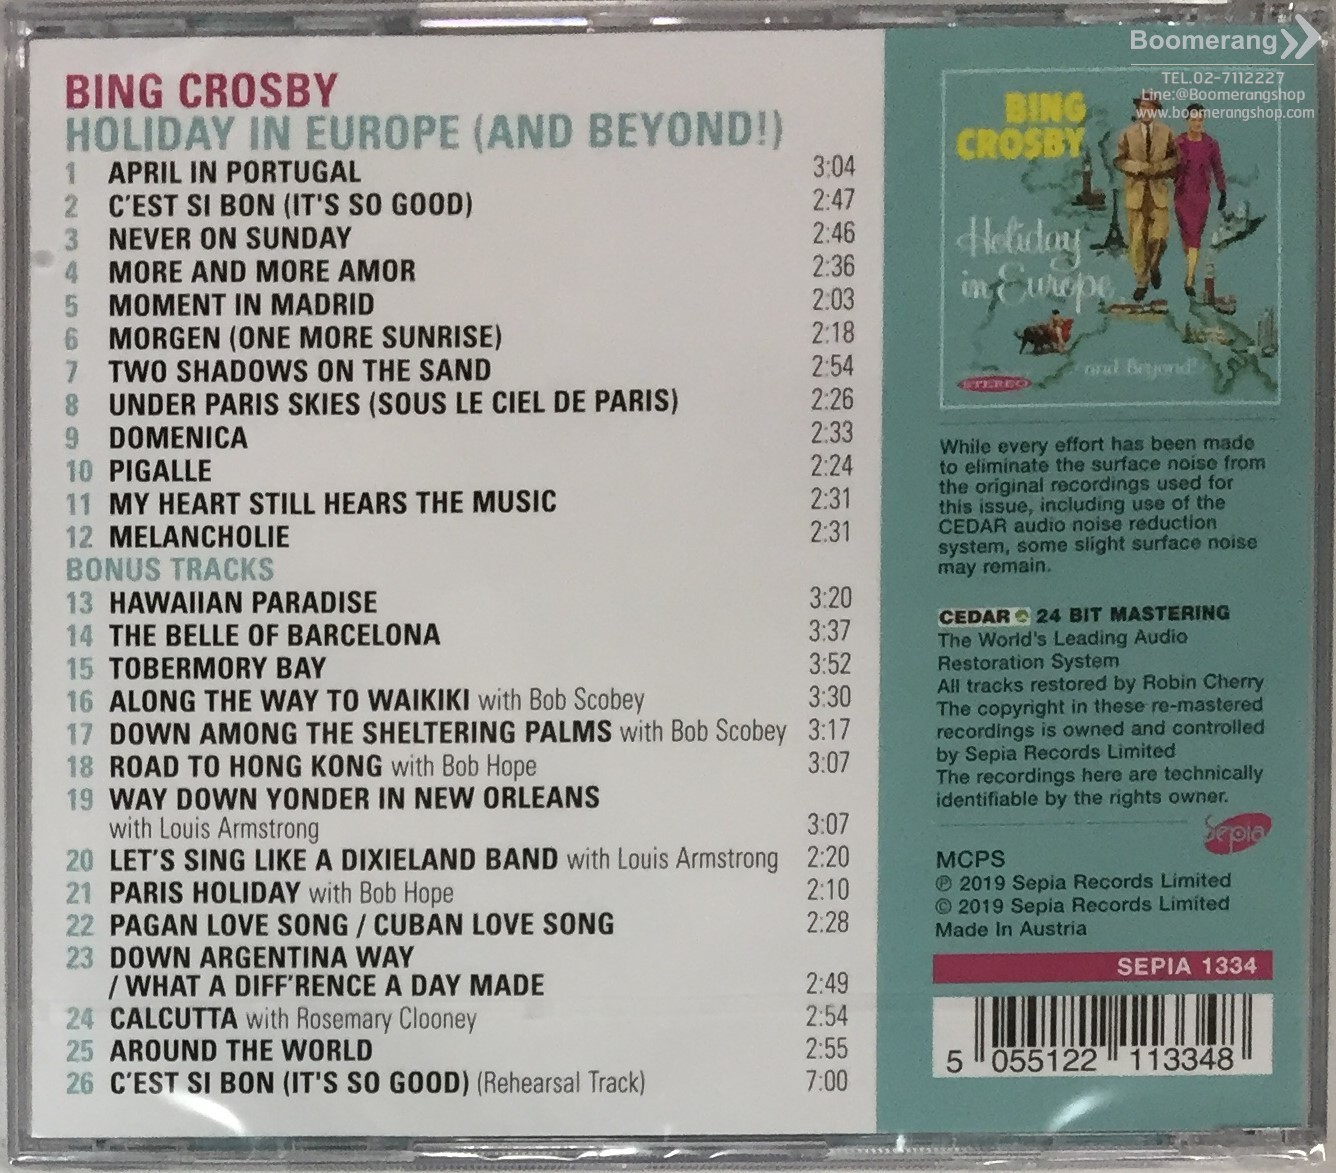 BING CROSBY
HOLIDAY IN EUROPE (AND BEYOND!)
1 APRIL IN PORTUGAL 3:04
2 C'EST SI BON (IT'S SO GOOD) 2:47
3 NEVER ON SUNDAY 2:46
4 MORE AND MORE AMOR 2:36
5 MOMENT IN MADRID 2:03
6 MORGEN (ONE MORE SUNRISE) 2:18
7 TWO SHADOWS ON THE SAND 2:54
8 UNDER PARIS SKIES (SOUS LE CIEL DE PARIS) 2:26
9 DOMENICA 2:33
10 PIGALLE 2:24
11 MY HEART STILL HEARS THE MUSIC 2:31
12 MELANCHOLIE 2:31
BONUS TRACKS
13 HAWAIIAN PARADISE 3:20
14 THE BELLE OF BARCELONA 3:37
15 TOBERMORY BAY 3:52
16 ALONG THE WAY TO WAIKIKI with Bob Scobey 3:30
17 DOWN AMONG THE SHELTERING PALMS with Bob Scobey 3:17
18 ROAD TO HONG KONG with Bob Hope 3:07
19 WAY DOWN YONDER IN NEW ORLEANS
with Louis Armstrong 3:07
20 LET'S SING LIKE A DIXIELAND BAND with Louis Armstrong 2:20
21 PARIS HOLIDAY with Bob Hope 2:10
22 PAGAN LOVE SONG / CUBAN LOVE SONG 2:28
23 DOWN ARGENTINA WAY
/ WHAT A DIFF'RENCE A DAY MADE 2:49
24 CALCUTTA with Rosemary Clooney 2:54
25 AROUND THE WORLD 2:55
26 C'EST SI BON (IT'S SO GOOD) (Rehearsal Track) 7:00
Boomerang
TEL.02-7112227
Line:@Boomerangshop
www.boomerangshop.com
BING
CROSBY
Holiday
in Europe
and Beyond!
STEREO
While every effort has been made
to eliminate the surface noise from
the original recordings used for
this issue, including use of the
CEDAR audio noise reduction
system, some slight surface noise
may remain.
CEDAR 24 BIT MASTERING
The World's Leading Audio
Restoration System
All tracks restored by Robin Cherry
The copyright in these re-mastered
recordings is owned and controlled
by Sepia Records Limited
The recordings here are technically
identifiable by the rights owner.
Sepia
MCPS
℗ 2019 Sepia Records Limited
© 2019 Sepia Records Limited
Made In Austria
SEPIA 1334
5 055122 113348